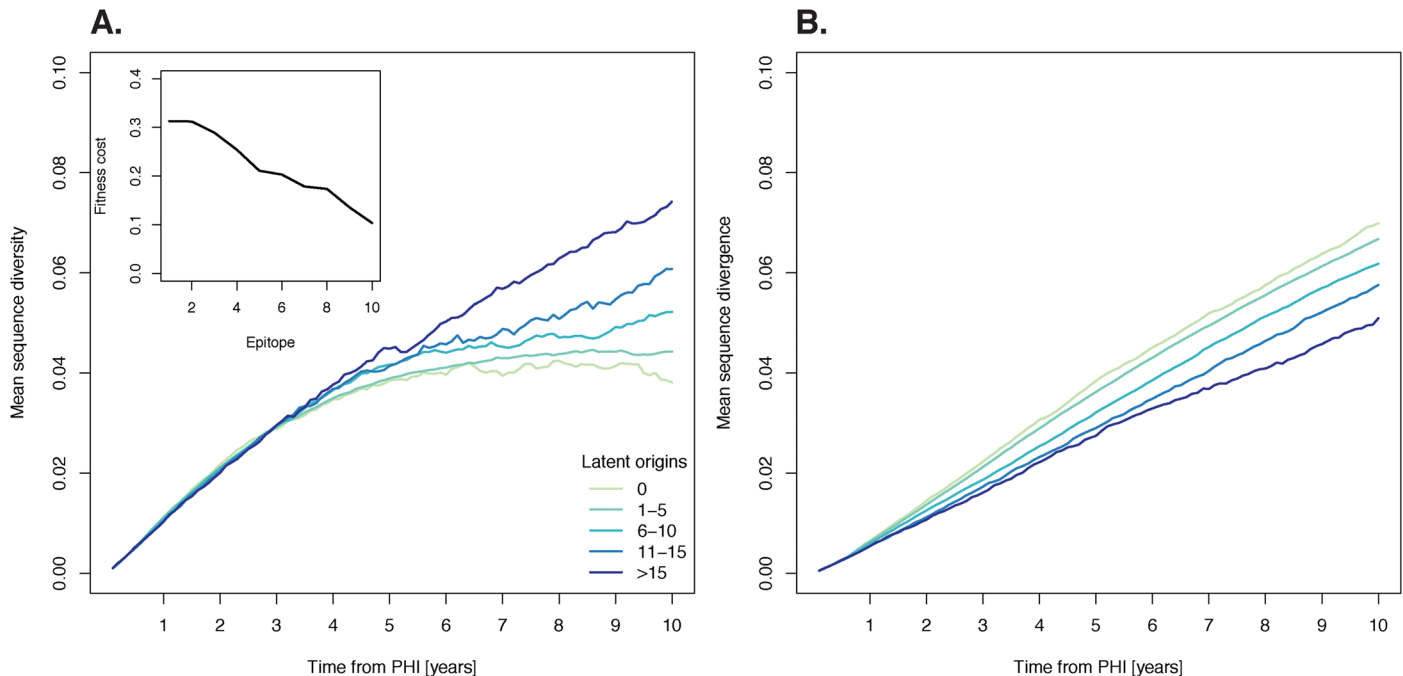 A.
Mean sequence diversity
0.00
0.02
0.04
0.06
0.08
0.10
Fitness cost
0.0
0.1
0.2
0.3
0.4
2 4 6 8 10
Epitope
Latent origins
0
1–5
6–10
11–15
>15
1 2 3 4 5 6 7 8 9 10
Time from PHI [years]
B.
Mean sequence divergence
0.00
0.02
0.04
0.06
0.08
0.10
1 2 3 4 5 6 7 8 9 10
Time from PHI [years]